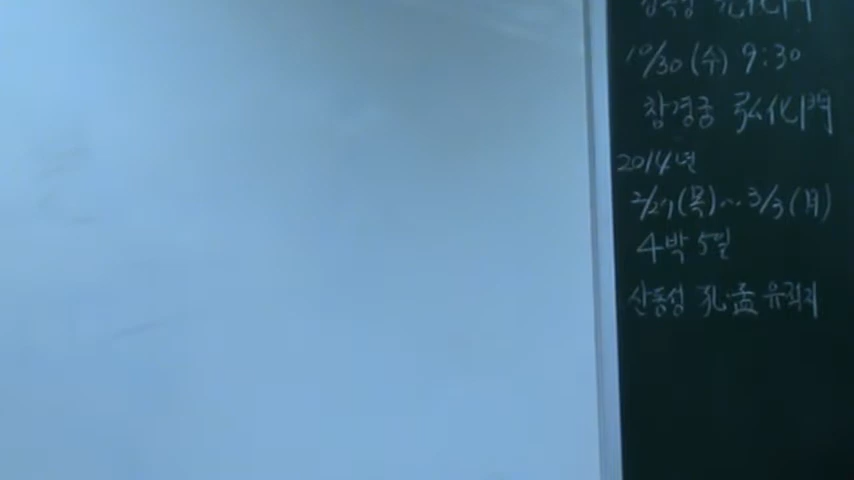 10/30 (수) 9:30
창경궁 弘化門
2014년
2/27(목)~3/3(月)
4박 5일
산동성 孔·孟 유적지